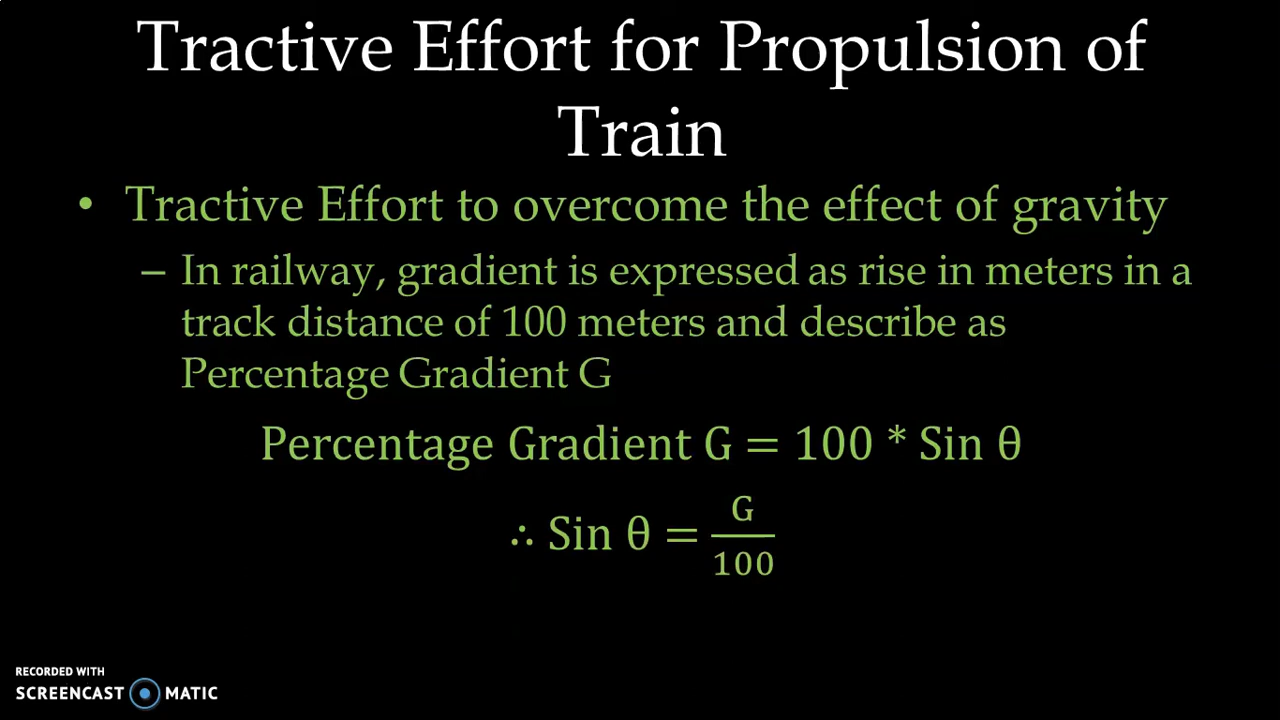 Tractive Effort for Propulsion of
Train
• Tractive Effort to overcome the effect of gravity
– In railway, gradient is expressed as rise in meters in a
track distance of 100 meters and describe as
Percentage Gradient G
Percentage Gradient G = 100 * Sin θ
∴ Sin θ = G/100
RECORDED WITH
SCREENCAST MATIC